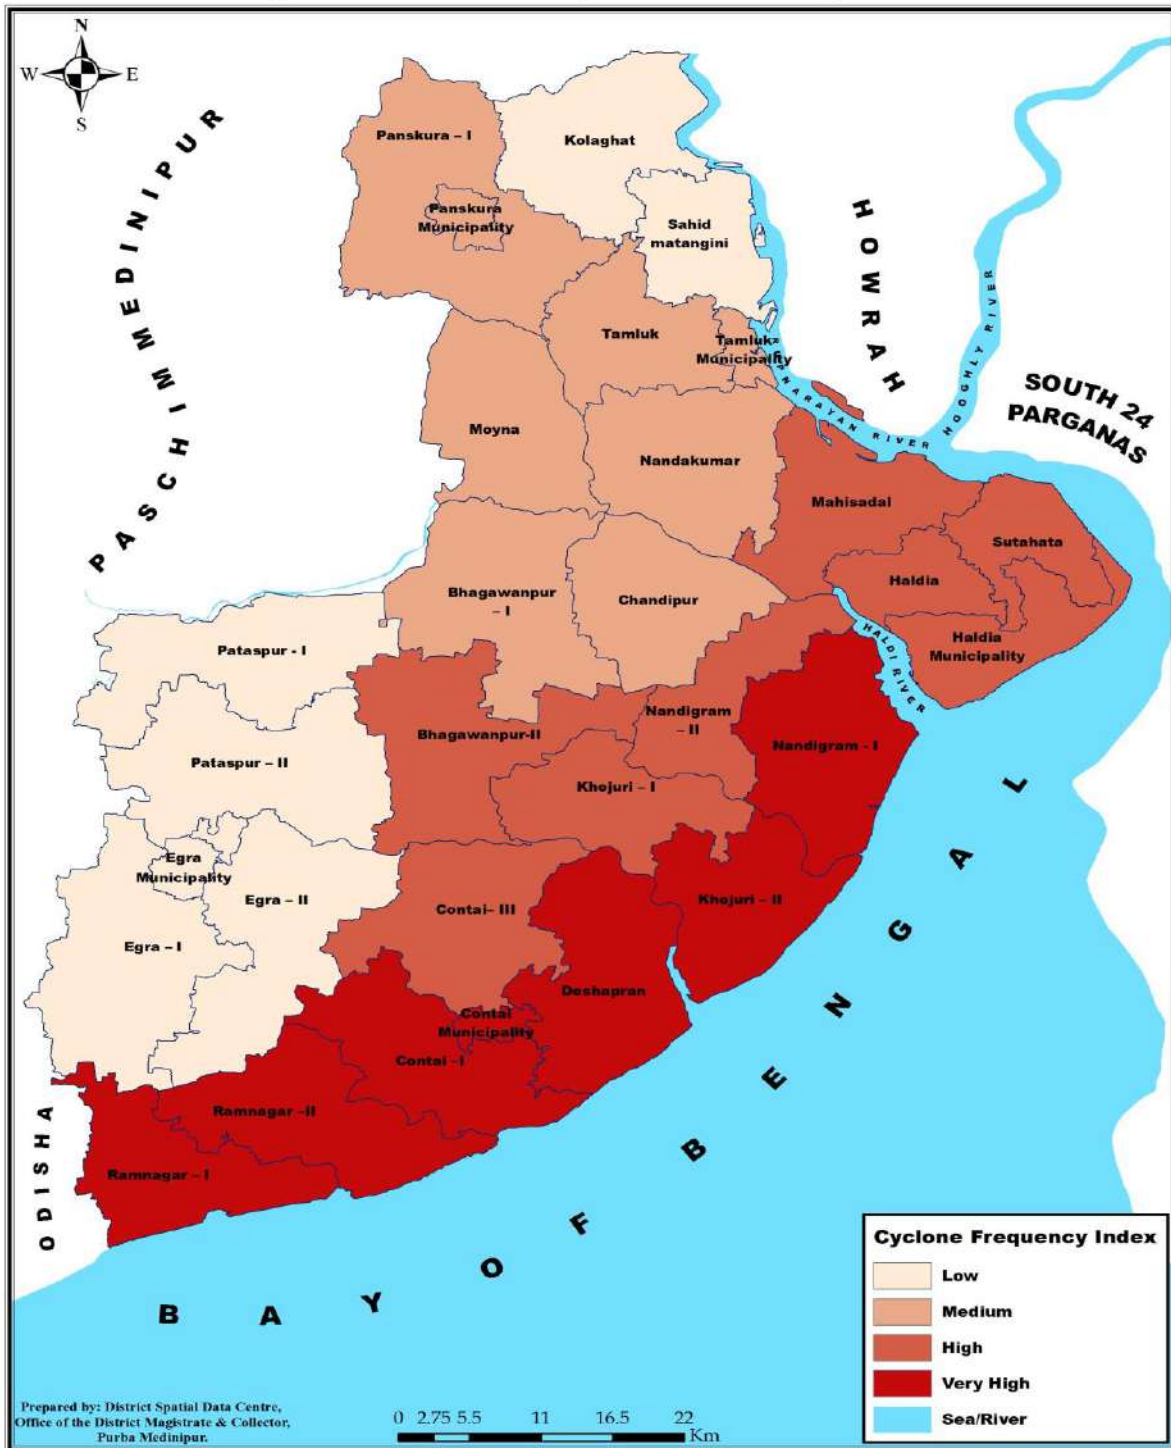 N
W E
S
PASCHIM MEDINIPUR
HOWRAH
SOUTH 24
PARGANAS
HOOGHLY RIVER
RUPNARAYAN RIVER
HALDI RIVER
ODISHA
BAY OF BENGAL
Panskura – I
Kolaghat
Panskura
Municipality
Sahid
matangini
Tamluk
Tamluk
Municipality
Moyna
Nandakumar
Mahisadal
Sutahata
Haldia
Haldia
Municipality
Bhagawanpur
– I
Chandipur
Pataspur - I
Nandigram
– II
Bhagawanpur-II
Nandigram - I
Pataspur – II
Khojuri – I
Egra
Municipality
Egra – II
Khojuri – II
Contai– III
Egra – I
Deshapran
Contai
Municipality
Contai – I
Ramnagar –II
Ramnagar – I
Cyclone Frequency Index
Low
Medium
High
Very High
Sea/River
Prepared by: District Spatial Data Centre,
Office of the District Magistrate & Collector,
Purba Medinipur.
0 2.75 5.5 11 16.5 22
Km